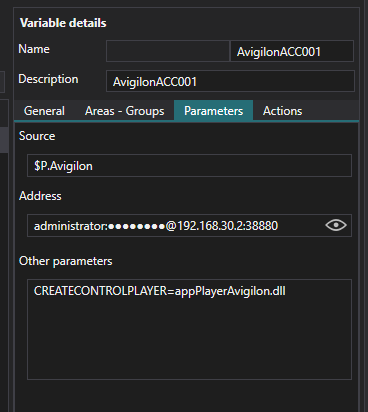 Variable details
Name AvigilonACC001
Description AvigilonACC001
General Areas - Groups Parameters Actions
Source
$P.Avigilon
Address
administrator:●●●●●●●●@192.168.30.2:38880
Other parameters
CREATECONTROLPLAYER=appPlayerAvigilon.dll